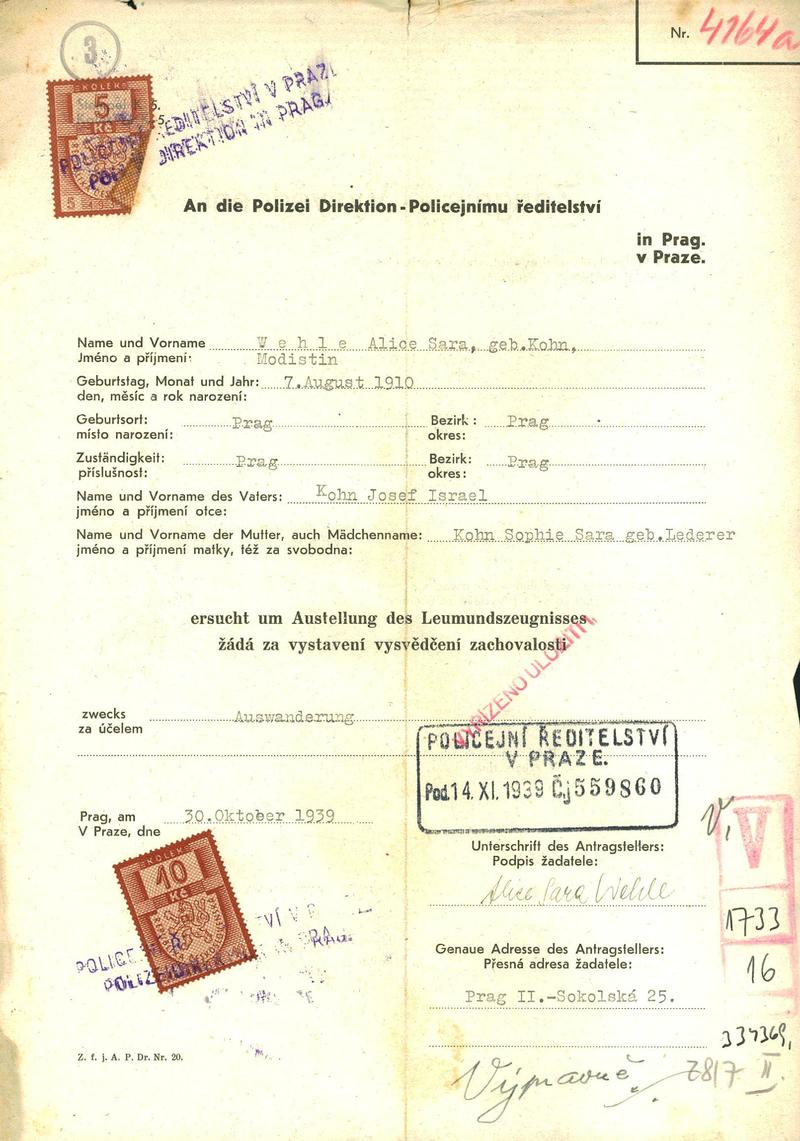 Nr. 4164a
3
KOLEK
5
Kč
POLICEJNÍ ŘEDITELSTVÍ V PRAZE
DIREKTION IN PRAG
An die Polizei Direktion - Policejnímu ředitelství
in Prag.
v Praze.
Name und Vorname W e h l e Alice Sara, geb.Kohn,
Jméno a příjmení: Modistin
Geburtstag, Monat und Jahr: 7.August 1910
den, měsíc a rok narození:
Geburtsort: Prag Bezirk: Prag
místo narození: okres:
Zuständigkeit: Prag Bezirk: Prag
příslušnost: okres:
Name und Vorname des Vaters: Kohn Josef Israel
jméno a příjmení otce:
Name und Vorname der Mutter, auch Mädchenname: Kohn Sophie Sara geb.Lederer
jméno a příjmení matky, též za svobodna:
ersucht um Austellung des Leumundszeugnisses
žádá za vystavení vysvědčení zachovalosti
zwecks Auswanderung
za účelem
POLICEJNÍ ŘEDITELSTVÍ
V PRAZE.
Pod. 14. XI. 1939 Čj 559860
Prag, am 30.Oktober 1939
V Praze, dne
KOLEK
10
Kč
Unterschrift des Antragstellers:
Podpis žadatele:
Alice Sara Wehle
V,
V
1733
16
Genaue Adresse des Antragstellers:
Přesná adresa žadatele:
Prag II.-Sokolská 25.
334369,
Z. f. j. A. P. Dr. Nr. 20.
Výpravně
78/7 II.